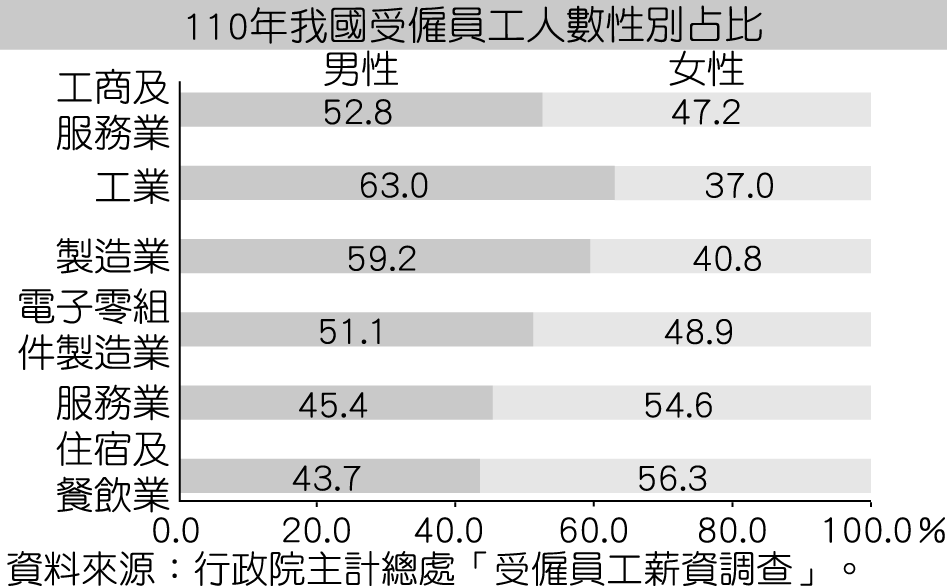 110年我國受僱員工人數性別占比
男性 女性
工商及
服務業 52.8 47.2
工業 63.0 37.0
製造業 59.2 40.8
電子零組
件製造業 51.1 48.9
服務業 45.4 54.6
住宿及
餐飲業 43.7 56.3
0.0 20.0 40.0 60.0 80.0 100.0%
資料來源：行政院主計總處「受僱員工薪資調查」。